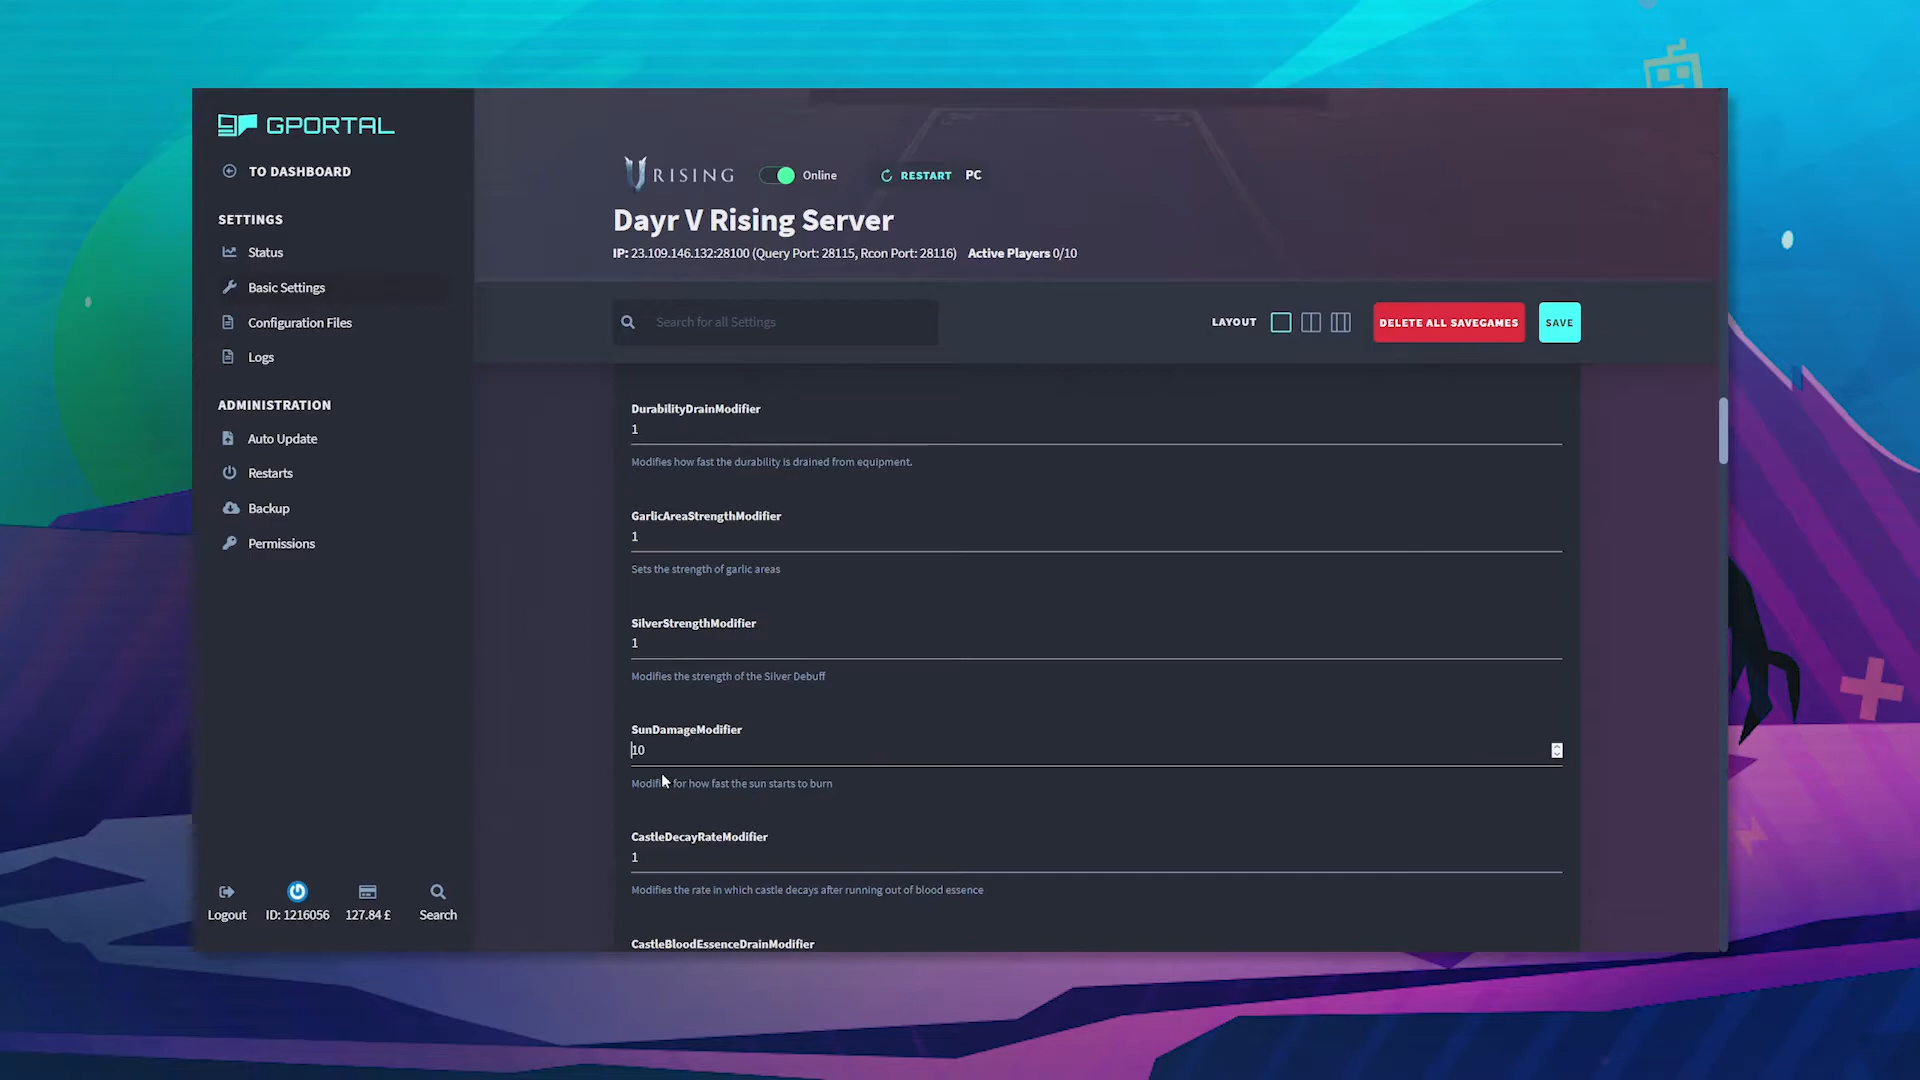 GPORTAL
TO DASHBOARD
SETTINGS
Status
Basic Settings
Configuration Files
Logs
ADMINISTRATION
Auto Update
Restarts
Backup
Permissions
Logout
ID: 1216056
127.84 £
Search
V RISING
Online
RESTART
PC
Dayr V Rising Server
IP: 23.109.146.132:28100 (Query Port: 28115, Rcon Port: 28116) Active Players 0/10
Search for all Settings
LAYOUT
DELETE ALL SAVEGAMES
SAVE
DurabilityDrainModifier
1
Modifies how fast the durability is drained from equipment.
GarlicAreaStrengthModifier
1
Sets the strength of garlic areas
SilverStrengthModifier
1
Modifies the strength of the Silver Debuff
SunDamageModifier
10
Modifier for how fast the sun starts to burn
CastleDecayRateModifier
1
Modifies the rate in which castle decays after running out of blood essence
CastleBloodEssenceDrainModifier